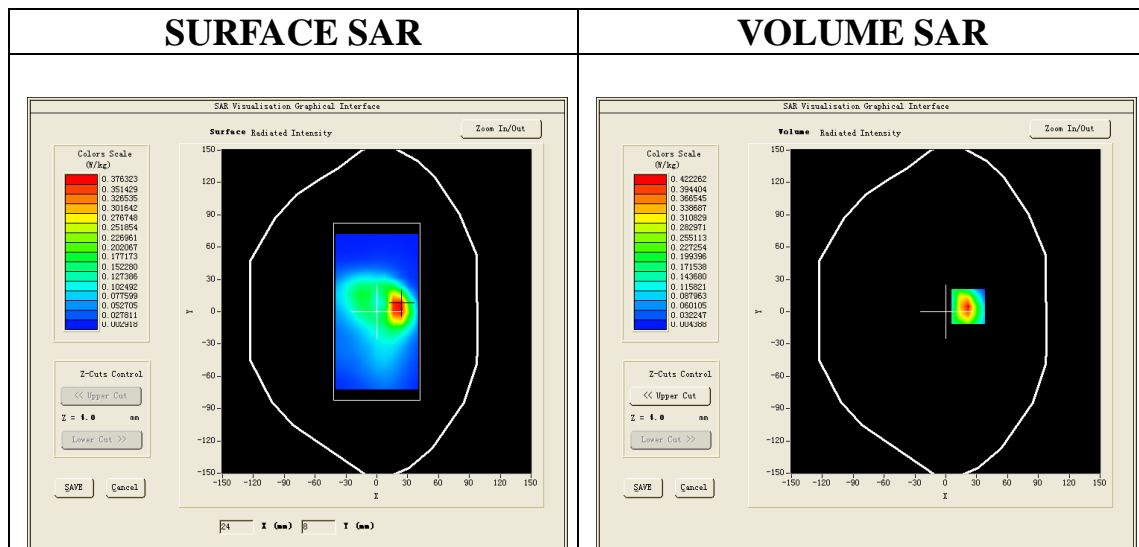 SURFACE SAR
SAR Visualisation Graphical Interface
Surface Radiated Intensity
Zoom In/Out
Colors Scale
(W/kg)
0.376323
0.351429
0.326535
0.301642
0.276748
0.251854
0.226961
0.202067
0.177173
0.152280
0.127386
0.102492
0.077599
0.052705
0.027811
0.002918
Z-Cuts Control
<< Upper Cut
Z = 4.0 mm
Lower Cut >>
SAVE Cancel
Y
150
120
90
60
30
0
-30
-60
-90
-120
-150
-150 -120 -90 -60 -30 0 30 60 90 120 150
X
24 X (mm) 8 Y (mm)
VOLUME SAR
SAR Visualisation Graphical Interface
Volume Radiated Intensity
Zoom In/Out
Colors Scale
(W/kg)
0.422262
0.394404
0.366545
0.338687
0.310829
0.282971
0.255113
0.227254
0.199396
0.171538
0.143680
0.115821
0.087963
0.060105
0.032247
0.004388
Z-Cuts Control
<< Upper Cut
Z = 4.0 mm
Lower Cut >>
SAVE Cancel
Y
150
120
90
60
30
0
-30
-60
-90
-120
-150
-150 -120 -90 -60 -30 0 30 60 90 120 150
X